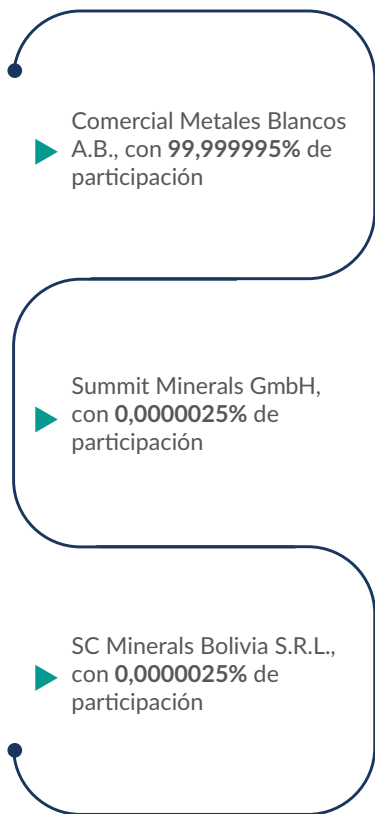 Comercial Metales Blancos
A.B., con 99,999995% de
participación
Summit Minerals GmbH,
con 0,0000025% de
participación
SC Minerals Bolivia S.R.L.,
con 0,0000025% de
participación